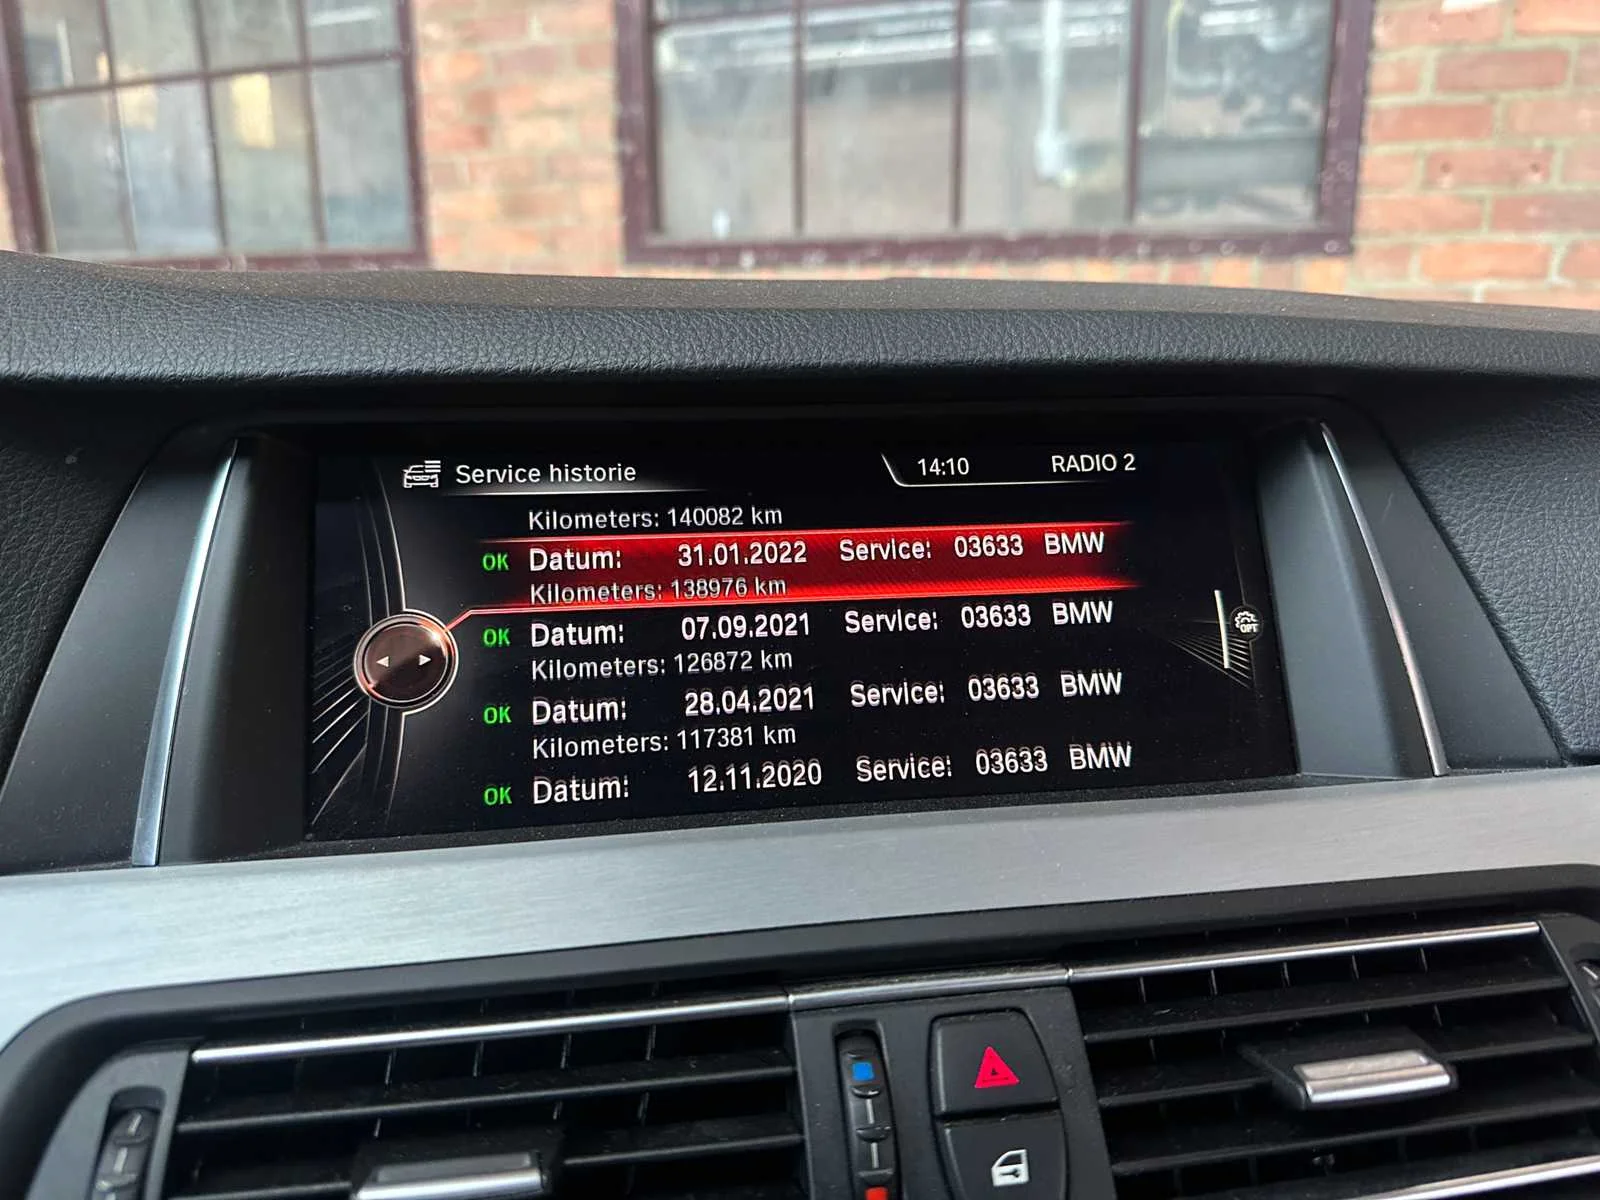 Service historie
14:10
RADIO 2
Kilometers: 140082 km
OK Datum: 31.01.2022 Service: 03633 BMW
Kilometers: 138976 km
OK Datum: 07.09.2021 Service: 03633 BMW
Kilometers: 126872 km
OK Datum: 28.04.2021 Service: 03633 BMW
Kilometers: 117381 km
OK Datum: 12.11.2020 Service: 03633 BMW
OPT